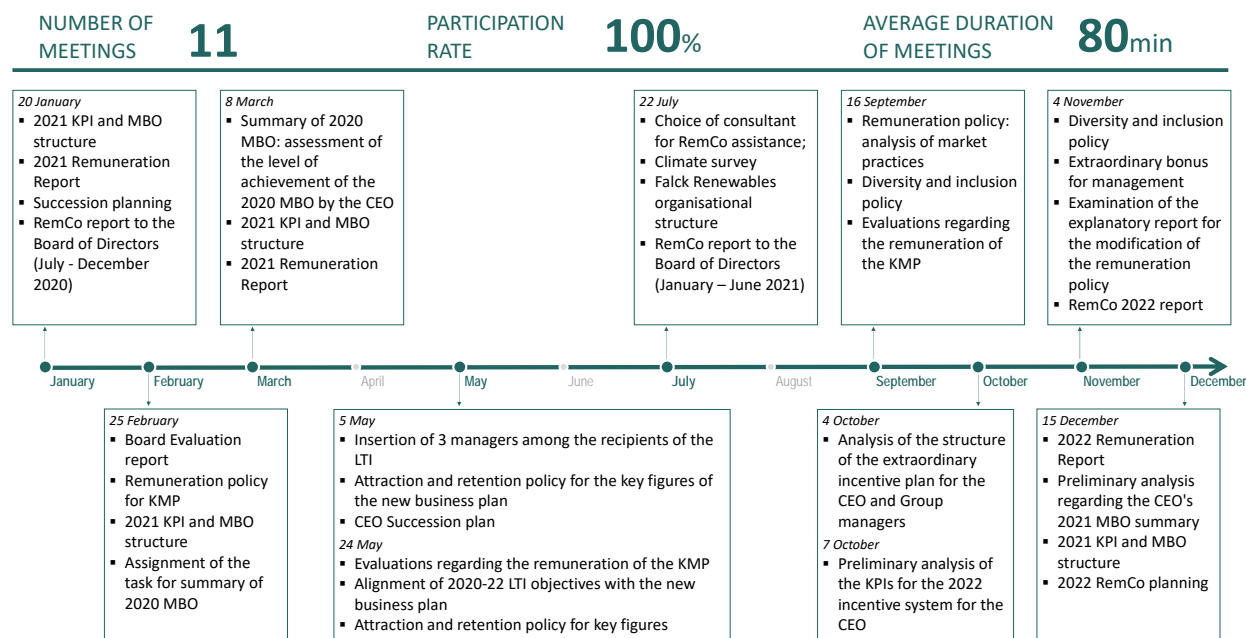 NUMBER OF
MEETINGS
11
PARTICIPATION
RATE
100%
AVERAGE DURATION
OF MEETINGS
80min
20 January
▪ 2021 KPI and MBO
structure
▪ 2021 Remuneration
Report
▪ Succession planning
▪ RemCo report to the
Board of Directors
(July - December
2020)
8 March
▪ Summary of 2020
MBO: assessment of
the level of
achievement of the
2020 MBO by the CEO
▪ 2021 KPI and MBO
structure
▪ 2021 Remuneration
Report
22 July
▪ Choice of consultant
for RemCo assistance;
▪ Climate survey
▪ Falck Renewables
organisational
structure
▪ RemCo report to the
Board of Directors
(January – June 2021)
16 September
▪ Remuneration policy:
analysis of market
practices
▪ Diversity and inclusion
policy
▪ Evaluations regarding
the remuneration of
the KMP
4 November
▪ Diversity and inclusion
policy
▪ Extraordinary bonus
for management
▪ Examination of the
explanatory report for
the modification of
the remuneration
policy
▪ RemCo 2022 report
January
February
March
April
May
June
July
August
September
October
November
December
25 February
▪ Board Evaluation
report
▪ Remuneration policy
for KMP
▪ 2021 KPI and MBO
structure
▪ Assignment of the
task for summary of
2020 MBO
5 May
▪ Insertion of 3 managers among the recipients of the
LTI
▪ Attraction and retention policy for the key figures of
the new business plan
▪ CEO Succession plan
24 May
▪ Evaluations regarding the remuneration of the KMP
▪ Alignment of 2020-22 LTI objectives with the new
business plan
▪ Attraction and retention policy for key figures
4 October
▪ Analysis of the structure
of the extraordinary
incentive plan for the
CEO and Group
managers
7 October
▪ Preliminary analysis of
the KPIs for the 2022
incentive system for the
CEO
15 December
▪ 2022 Remuneration
Report
▪ Preliminary analysis
regarding the CEO's
2021 MBO summary
▪ 2021 KPI and MBO
structure
▪ 2022 RemCo planning